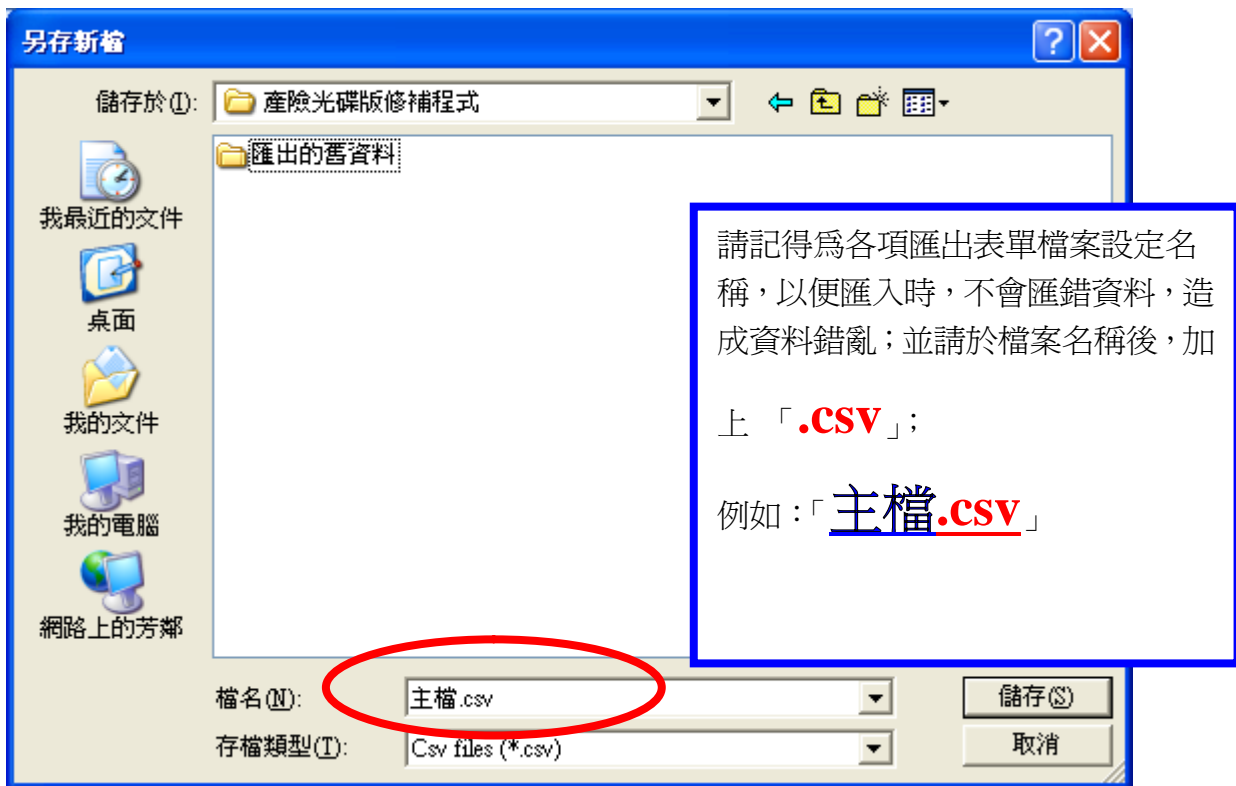 另存新檔
儲存於(I):
產險光碟版修補程式
匯出的舊資料
我最近的文件
桌面
我的文件
我的電腦
網路上的芳鄰
請記得為各項匯出表單檔案設定名
稱，以便匯入時，不會匯錯資料，造
成資料錯亂；並請於檔案名稱後，加
上 「.csv」；
例如：「主檔.csv」
檔名(N):
主檔.csv
儲存(S)
存檔類型(T):
Csv files (*.csv)
取消